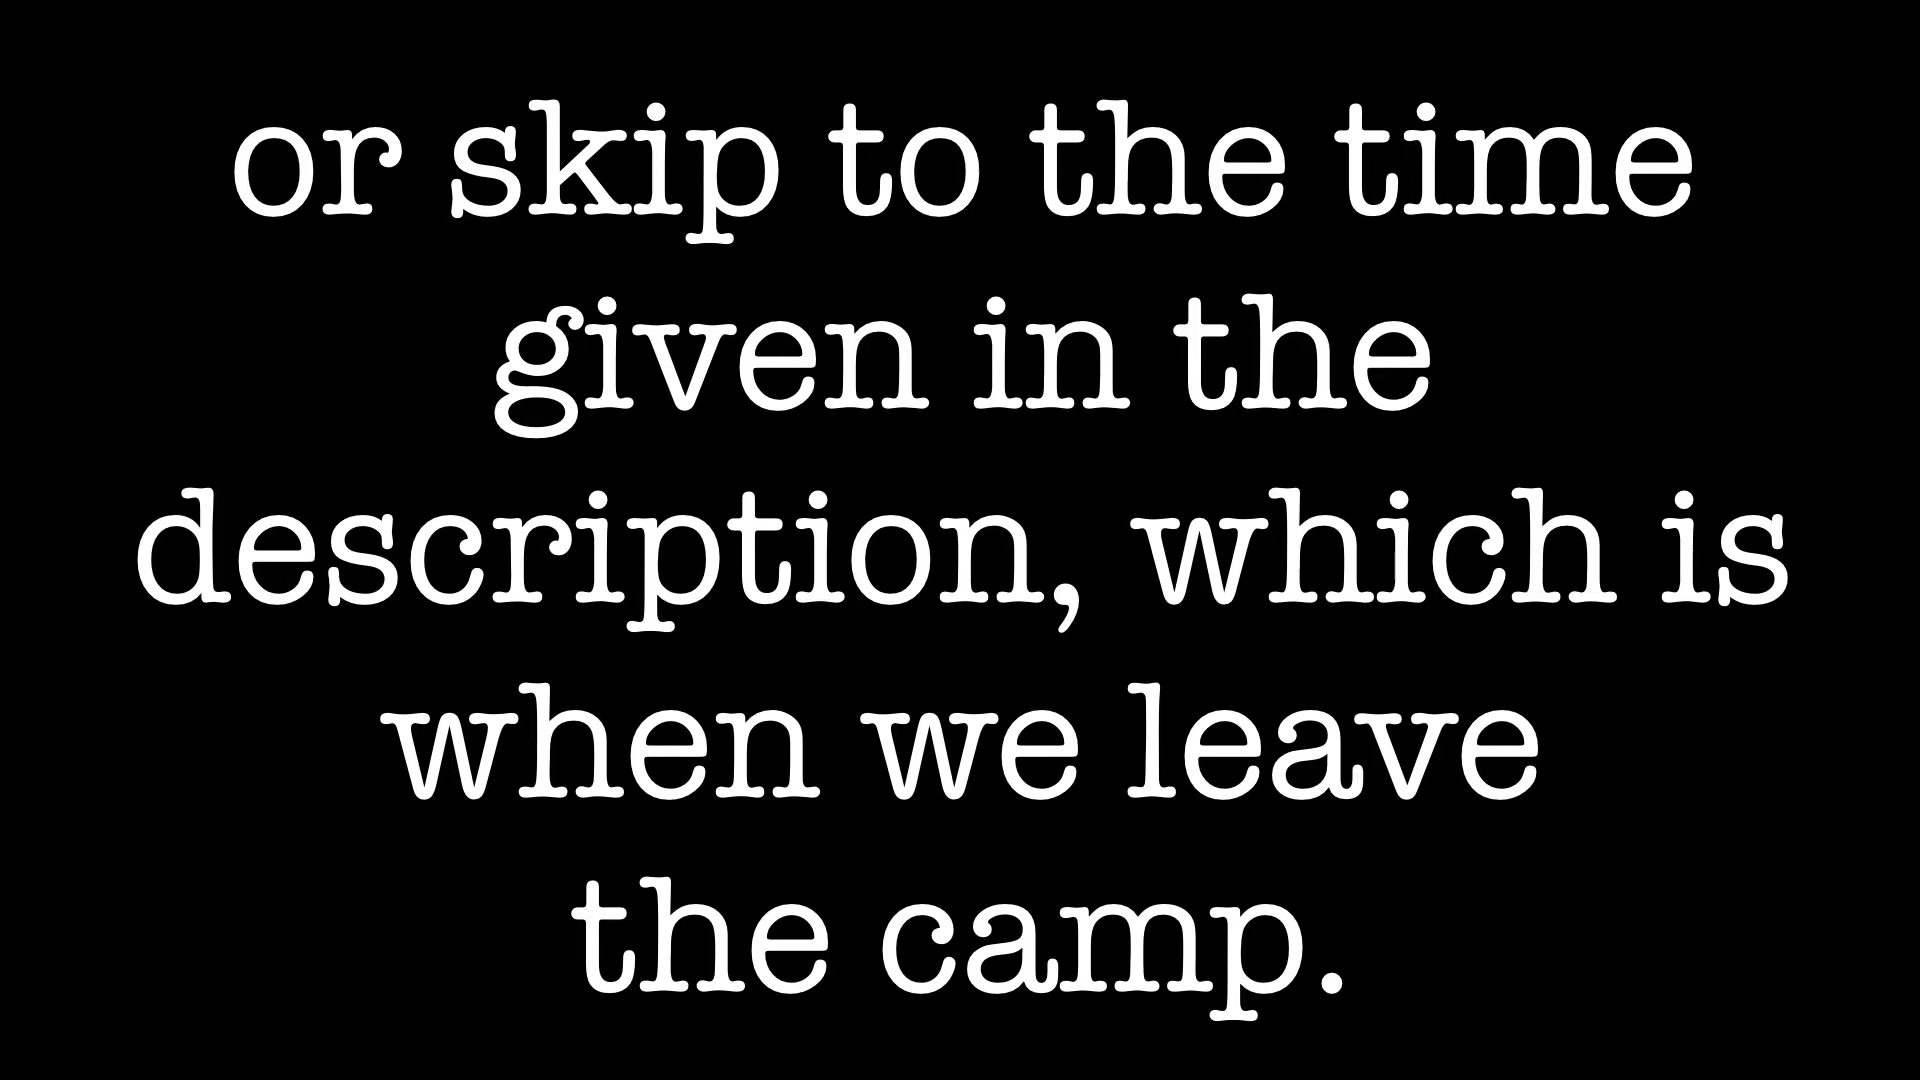 or skip to the time
given in the
description, which is
when we leave
the camp.